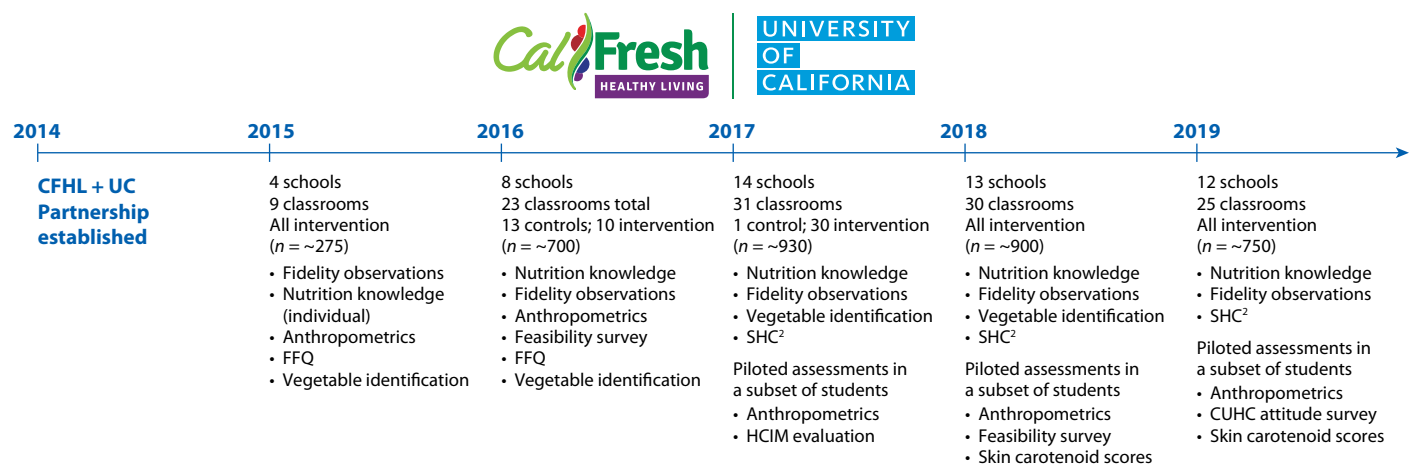 CalFresh
HEALTHY LIVING
UNIVERSITY
OF
CALIFORNIA
2014
CFHL + UC
Partnership
established
2015
4 schools
9 classrooms
All intervention
(n = ~275)
• Fidelity observations
• Nutrition knowledge
(individual)
• Anthropometrics
• FFQ
• Vegetable identification
2016
8 schools
23 classrooms total
13 controls; 10 intervention
(n = ~700)
• Nutrition knowledge
• Fidelity observations
• Anthropometrics
• Feasibility survey
• FFQ
• Vegetable identification
2017
14 schools
31 classrooms
1 control; 30 intervention
(n = ~930)
• Nutrition knowledge
• Fidelity observations
• Vegetable identification
• SHC²
Piloted assessments in
a subset of students
• Anthropometrics
• HCIM evaluation
2018
13 schools
30 classrooms
All intervention
(n = ~900)
• Nutrition knowledge
• Fidelity observations
• Vegetable identification
• SHC²
Piloted assessments in
a subset of students
• Anthropometrics
• Feasibility survey
• Skin carotenoid scores
2019
12 schools
25 classrooms
All intervention
(n = ~750)
• Nutrition knowledge
• Fidelity observations
• SHC²
Piloted assessments in
a subset of students
• Anthropometrics
• CUHC attitude survey
• Skin carotenoid scores